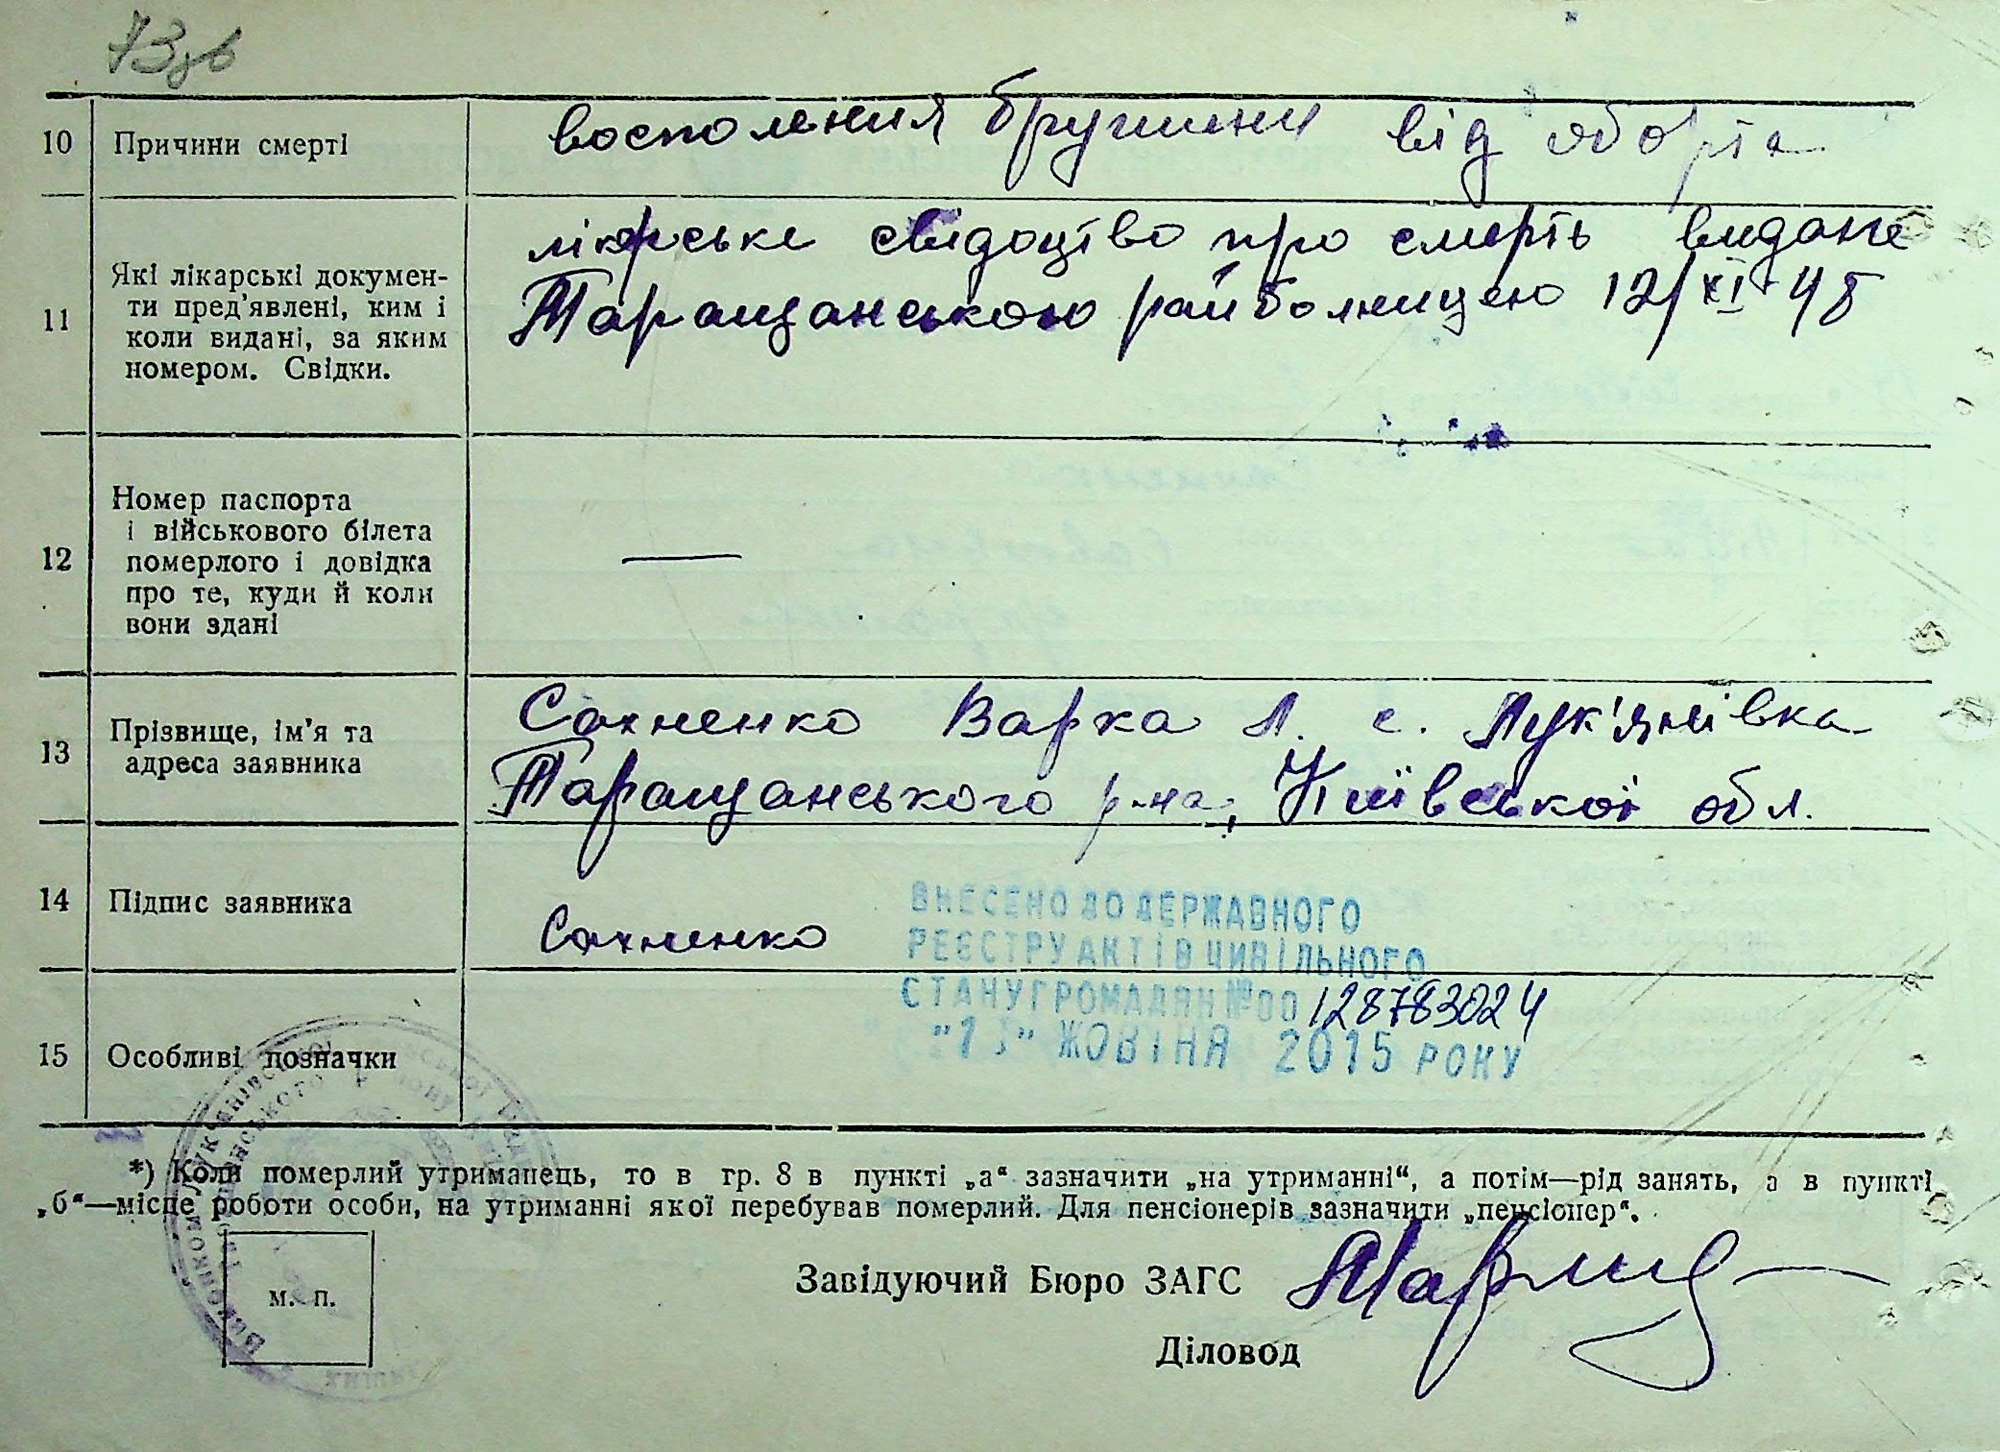 73зв
10 Причини смерті восполения брушини від аборта
11 Які лікарські докумен-
ти пред'явлені, ким і
коли видані, за яким
номером. Свідки.
лікарське свідоцтво про смерть видане
Таращанською райболницею 12/XI 48
12 Номер паспорта
і військового білета
померлого і довідка
про те, куди й коли
вони здані
—
13 Прізвище, ім'я та
адреса заявника
Сахненко Варка Л. с. Лук'янівка
Таращанського р-на, Київської обл.
14 Підпис заявника Сахненко
ВНЕСЕНО ДО ДЕРЖАВНОГО
РЕЄСТРУ АКТІВ ЦИВІЛЬНОГО
СТАНУ ГРОМАДЯН №00128783024
ЖОВТНЯ 2015 РОКУ
15 Особливі позначки
*) Коли померлий утриманець, то в гр. 8 в пункті „а“ зазначити „на утриманні“, а потім—рід занять, а в пункті
„б“—місце роботи особи, на утриманні якої перебував померлий. Для пенсіонерів зазначити „пенсіонер“.
м. п.
Завідуючий Бюро ЗАГС
Діловод